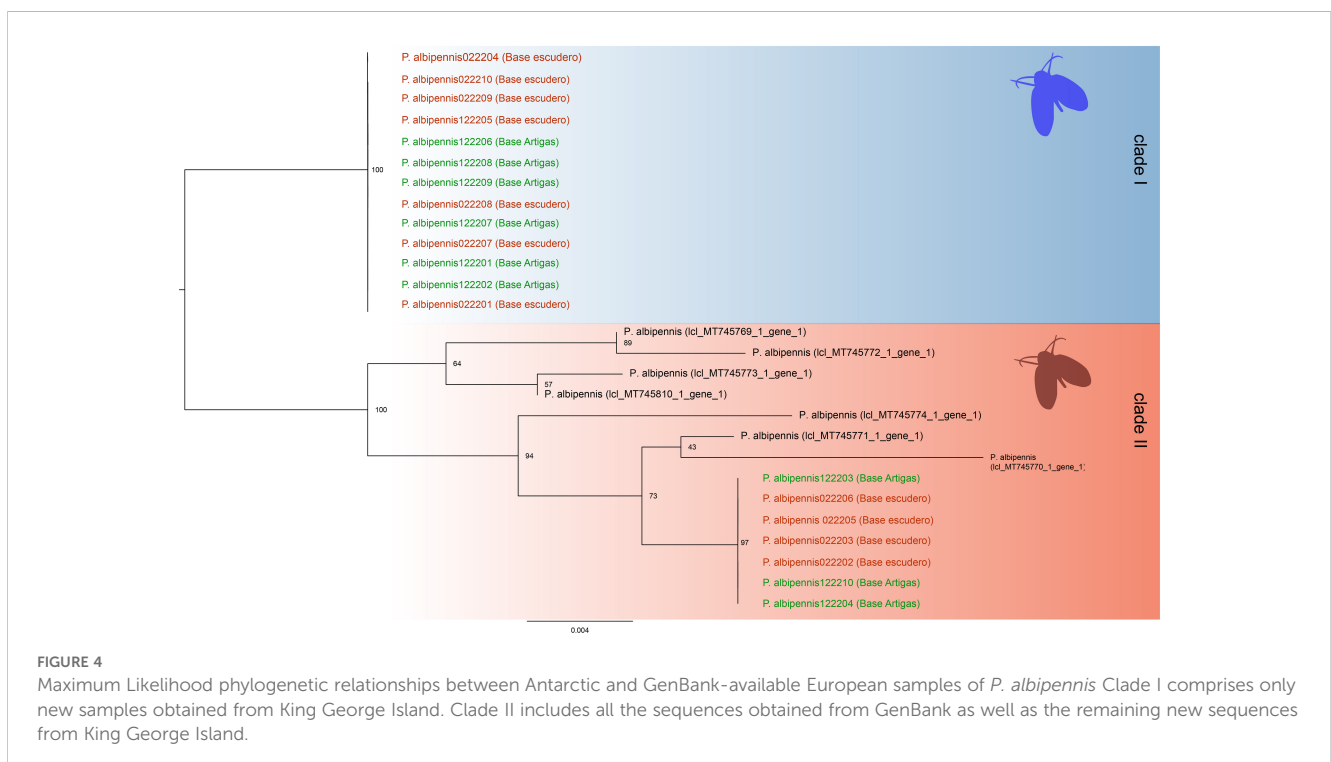 P. albipennis022204 (Base escudero)
P. albipennis022210 (Base escudero)
P. albipennis022209 (Base escudero)
P. albipennis122205 (Base escudero)
P. albipennis122206 (Base Artigas)
P. albipennis122208 (Base Artigas)
P. albipennis122209 (Base Artigas)
100
P. albipennis022208 (Base escudero)
P. albipennis122207 (Base Artigas)
P. albipennis022207 (Base escudero)
P. albipennis122201 (Base Artigas)
P. albipennis122202 (Base Artigas)
P. albipennis022201 (Base escudero)
clade I
P. albipennis (lcl_MT745769_1_gene_1)
89
P. albipennis (lcl_MT745772_1_gene_1)
64
P. albipennis (lcl_MT745773_1_gene_1)
57
P. albipennis (lcl_MT745810_1_gene_1)
100
P. albipennis (lcl_MT745774_1_gene_1)
P. albipennis (lcl_MT745771_1_gene_1)
43
94
P. albipennis
(lcl_MT745770_1_gene_1)
P. albipennis122203 (Base Artigas)
73
P. albipennis022206 (Base escudero)
P. albipennis 022205 (Base escudero)
P. albipennis022203 (Base escudero)
97
P. albipennis022202 (Base escudero)
P. albipennis122210 (Base Artigas)
P. albipennis122204 (Base Artigas)
clade II
0.004
FIGURE 4
Maximum Likelihood phylogenetic relationships between Antarctic and GenBank-available European samples of P. albipennis Clade I comprises only
new samples obtained from King George Island. Clade II includes all the sequences obtained from GenBank as well as the remaining new sequences
from King George Island.